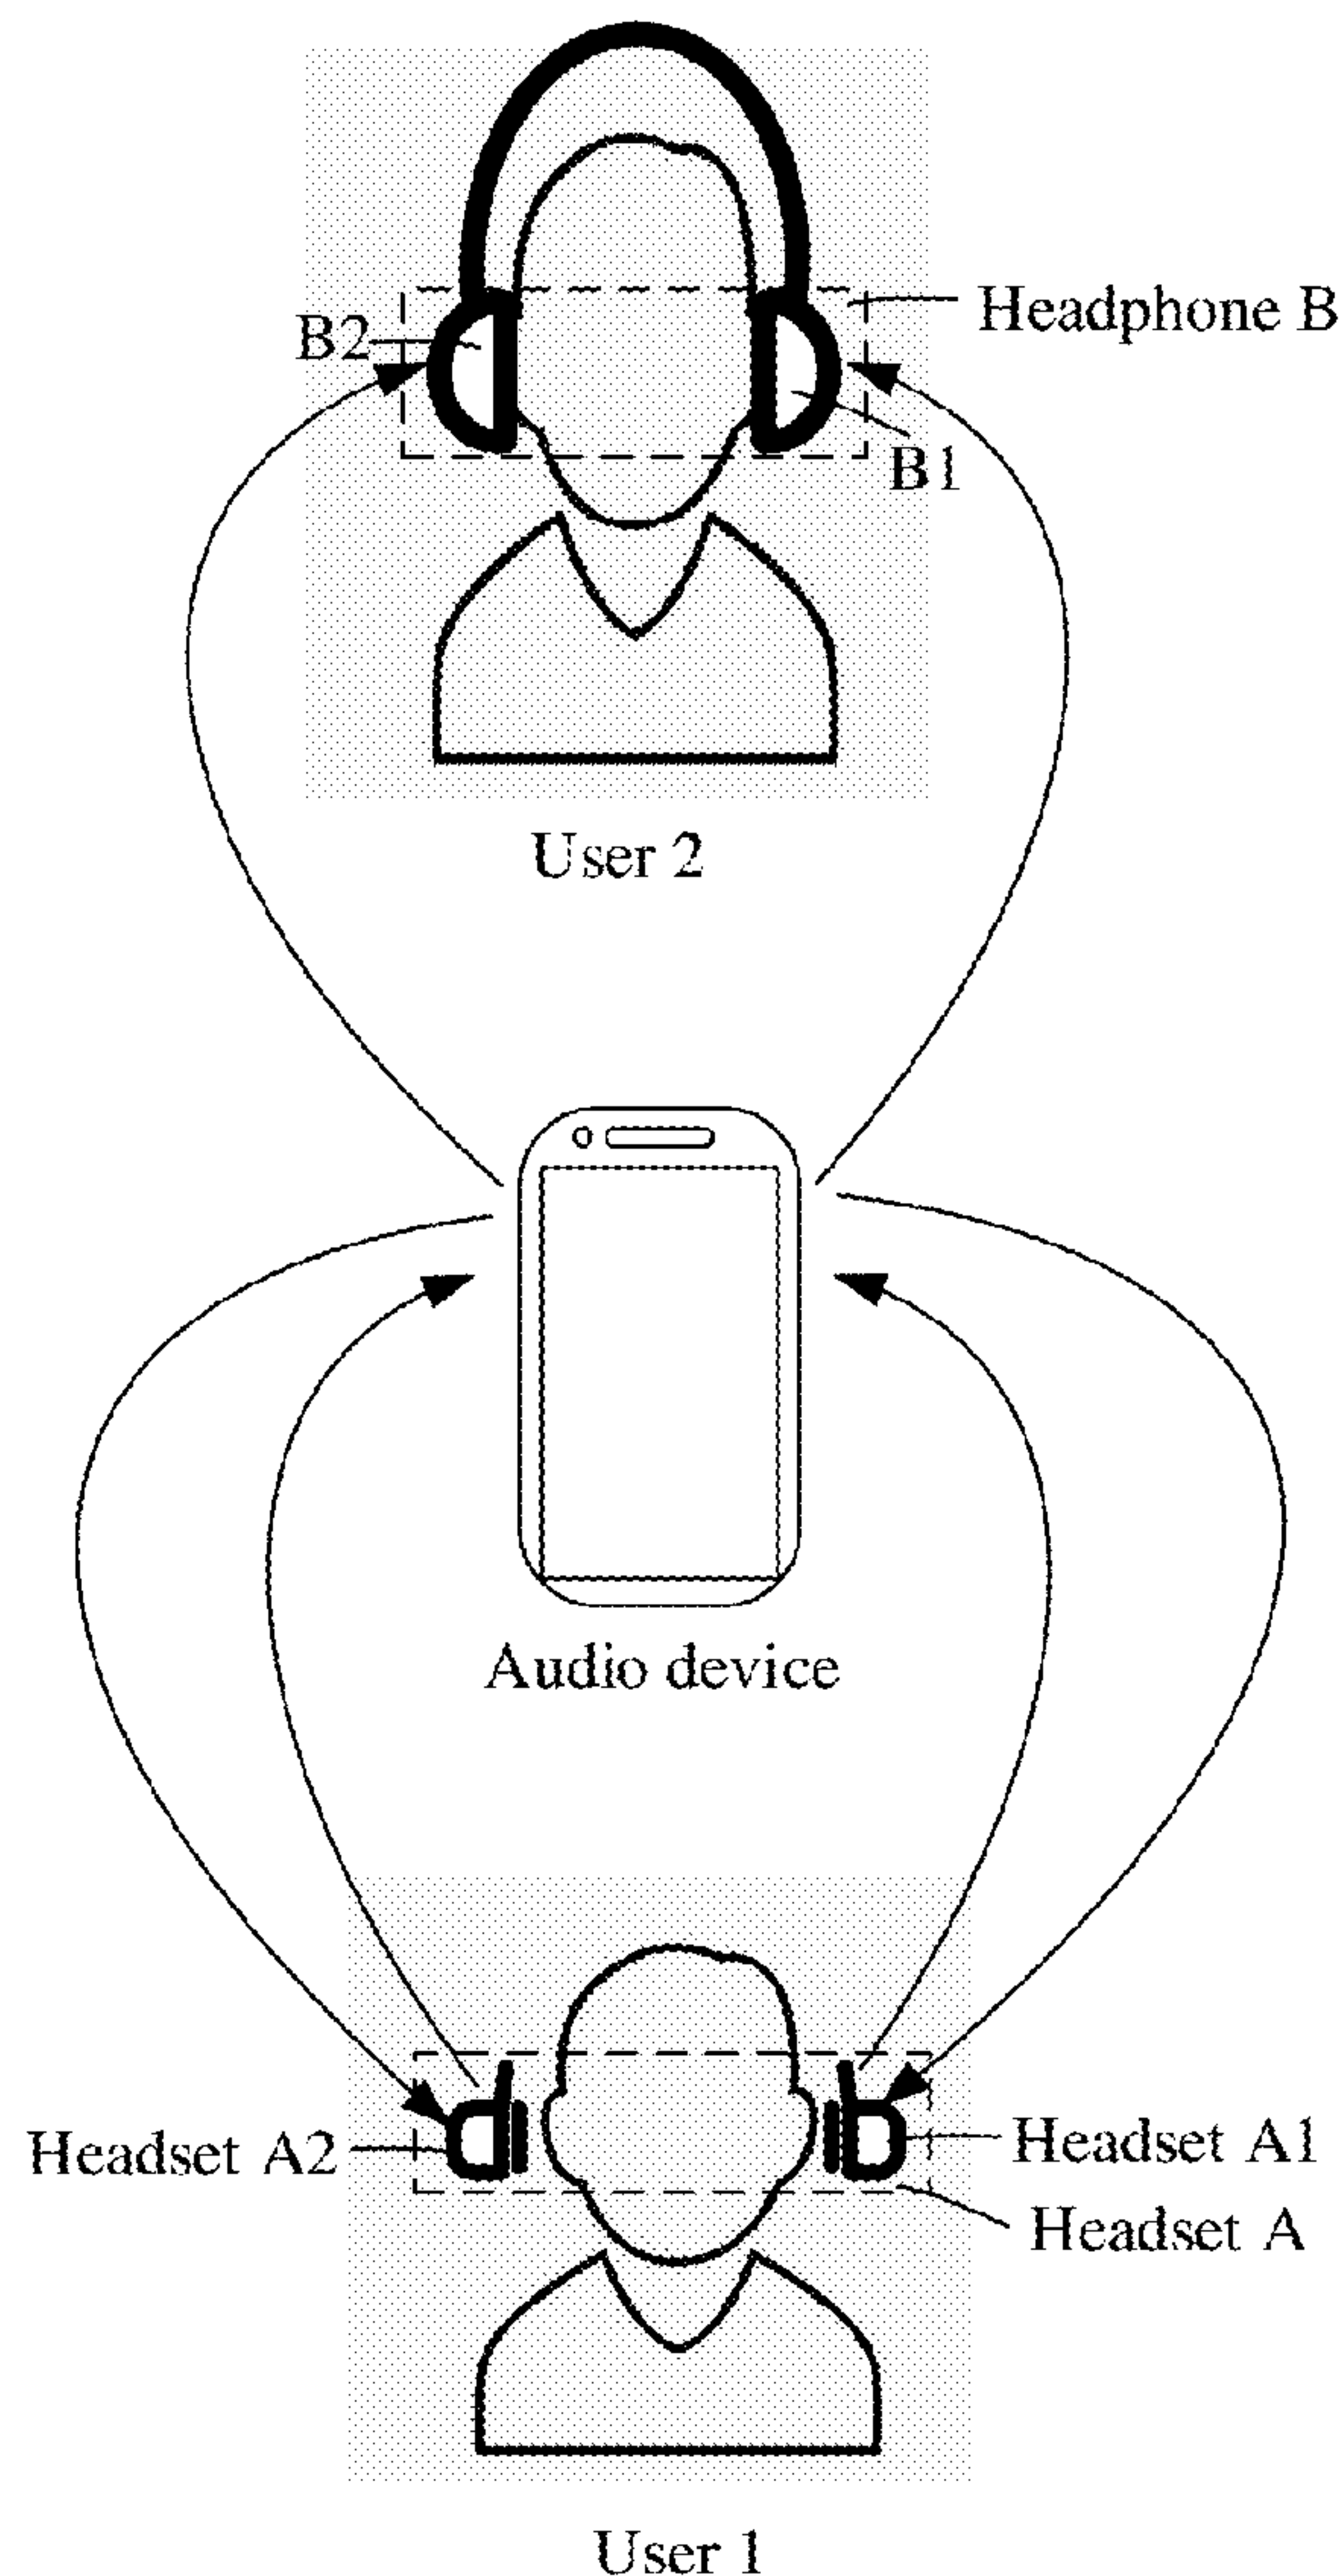 Headphone B
B2
B1
User 2
Audio device
Headset A2
Headset A1
Headset A
User 1